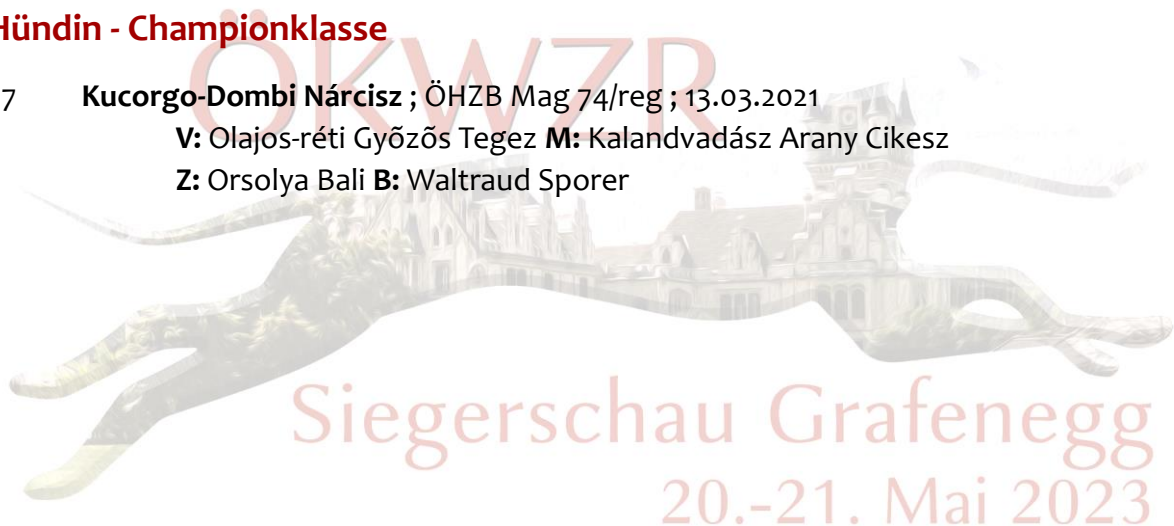 Hündin - Championklasse
ÖKWZR
7 Kucorgo-Dombi Nárcisz ; ÖHZB Mag 74/reg ; 13.03.2021
V: Olajos-réti Győzõs Tegez M: Kalandvadász Arany Cikesz
Z: Orsolya Bali B: Waltraud Sporer
Siegerschau Grafenegg
20.-21. Mai 2023